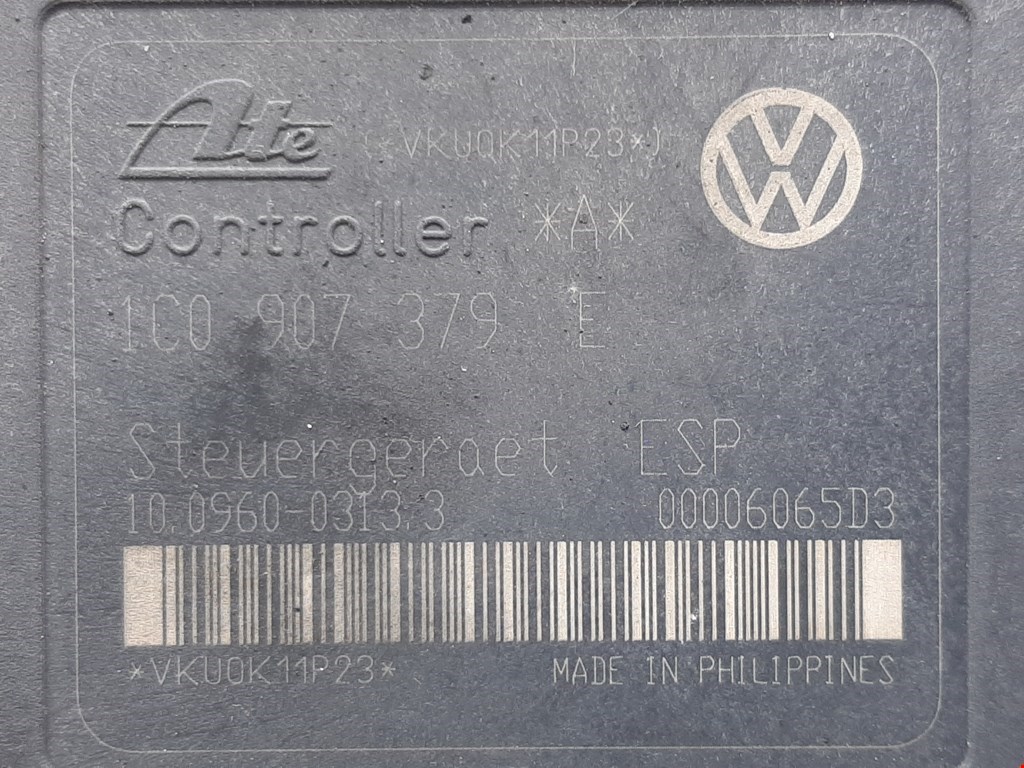 Ate (*VKU0K11P23*)
Controller *A*
1C0 907 379 E
Steuergeraet ESP
10.0960-0313.3 00006065D3
*VKU0K11P23* MADE IN PHILIPPINES